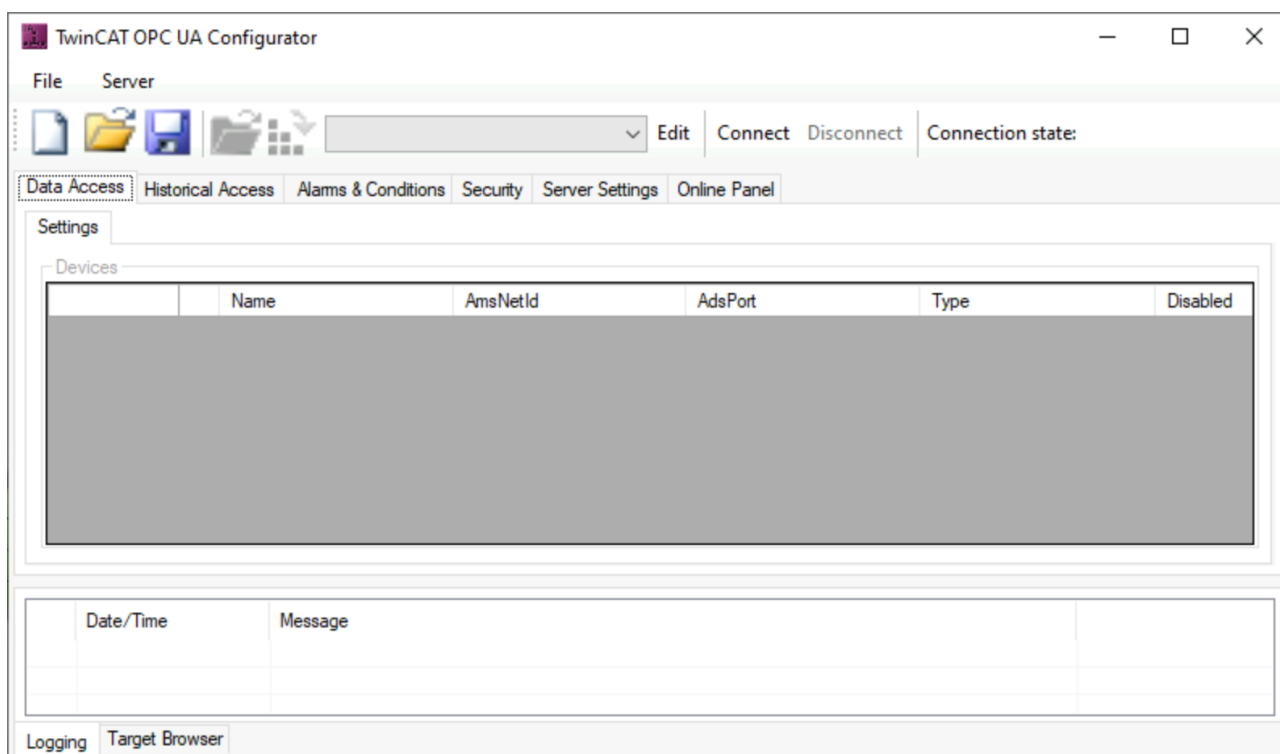 TwinCAT OPC UA Configurator
File Server
Edit Connect Disconnect Connection state:
Data Access Historical Access Alarms & Conditions Security Server Settings Online Panel
Settings
Devices
Name AmsNetId AdsPort Type Disabled
Date/Time Message
Logging Target Browser